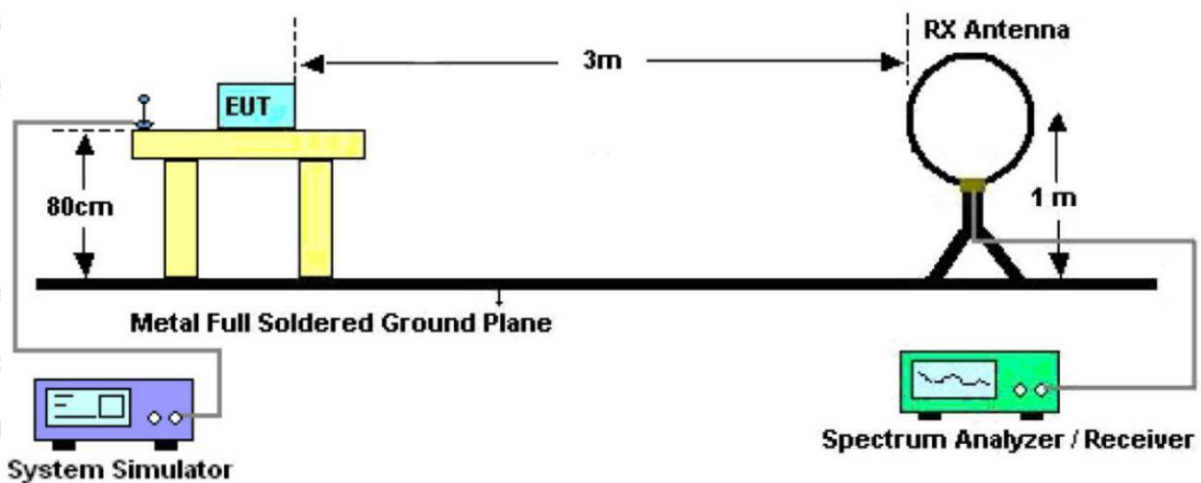 RX Antenna
3m
EUT
80cm
1 m
Metal Full Soldered Ground Plane
Spectrum Analyzer / Receiver
System Simulator